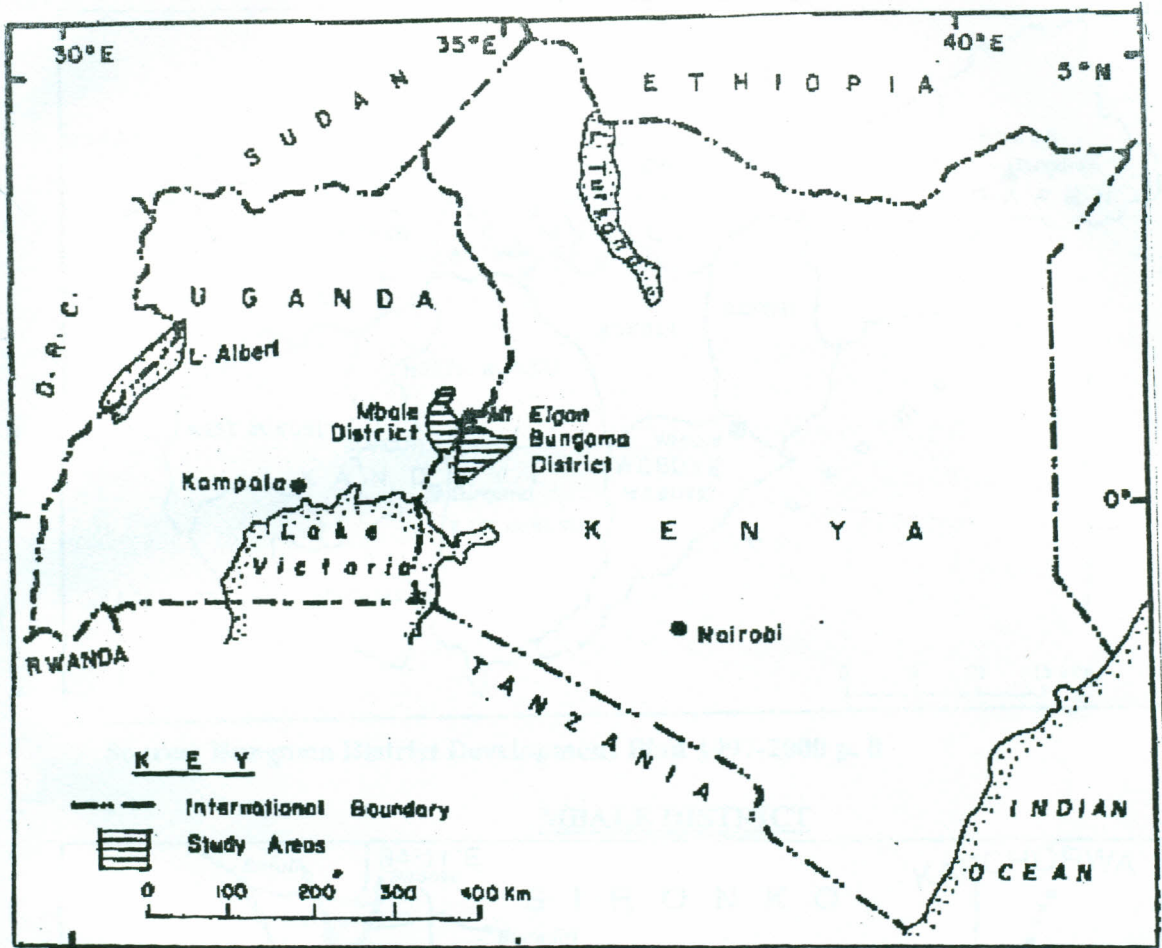 30°E
35°E
40°E
5°N
SUDAN
ETHIOPIA
L. Turkana
D.R.C.
UGANDA
L. Albert
Mbale
District
Mt Elgon
Bungoma
District
Kampala
0°
KENYA
Lake
Victoria
Nairobi
RWANDA
TANZANIA
KEY
International Boundary
Study Areas
0 100 200 300 400 Km
INDIAN
OCEAN